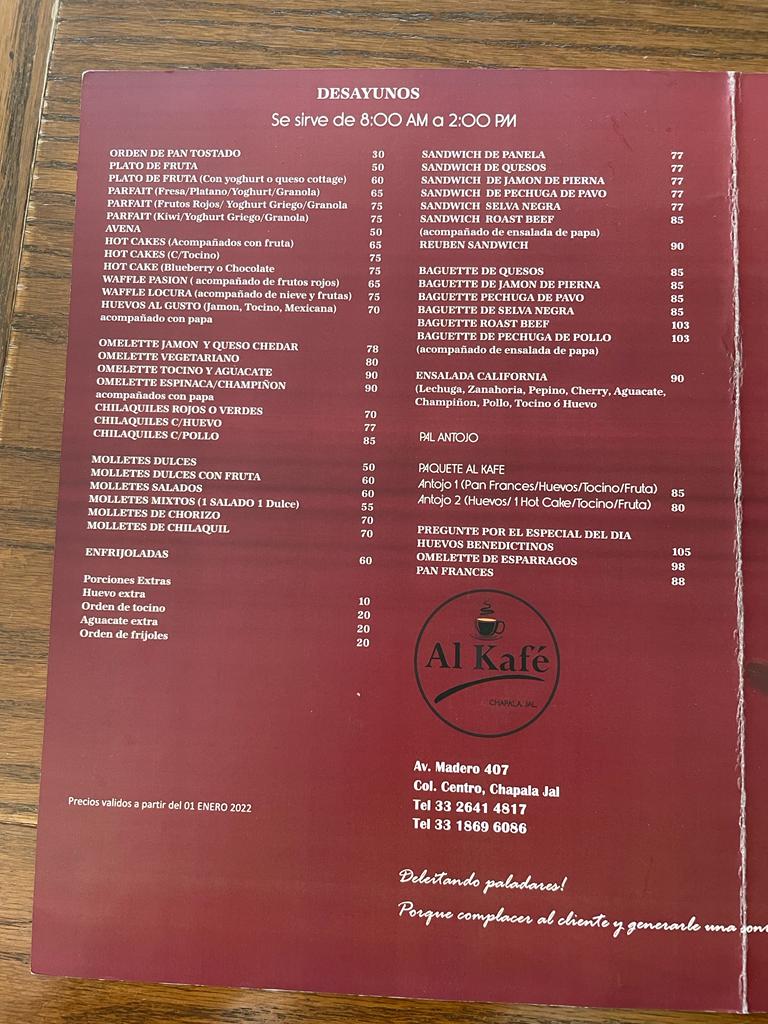 DESAYUNOS
Se sirve de 8:00 AM a 2:00 PM
ORDEN DE PAN TOSTADO 30
PLATO DE FRUTA 50
PLATO DE FRUTA (Con yoghurt o queso cottage) 60
PARFAIT (Fresa/Platano/Yoghurt/Granola) 65
PARFAIT (Frutos Rojos/ Yoghurt Griego/Granola 75
PARFAIT (Kiwi/Yoghurt Griego/Granola) 75
AVENA 50
HOT CAKES (Acompañados con fruta) 65
HOT CAKES (C/Tocino) 75
HOT CAKE (Blueberry o Chocolate 75
WAFFLE PASION ( acompañado de frutos rojos) 65
WAFFLE LOCURA (acompañado de nieve y frutas) 75
HUEVOS AL GUSTO (Jamon, Tocino, Mexicana) 70
acompañado con papa
OMELETTE JAMON Y QUESO CHEDAR 78
OMELETTE VEGETARIANO 80
OMELETTE TOCINO Y AGUACATE 90
OMELETTE ESPINACA/CHAMPIÑON 90
acompañados con papa
CHILAQUILES ROJOS O VERDES 70
CHILAQUILES C/HUEVO 77
CHILAQUILES C/POLLO 85
MOLLETES DULCES 50
MOLLETES DULCES CON FRUTA 60
MOLLETES SALADOS 60
MOLLETES MIXTOS (1 SALADO 1 Dulce) 55
MOLLETES DE CHORIZO 70
MOLLETES DE CHILAQUIL 70
ENFRIJOLADAS 60
Porciones Extras
Huevo extra 10
Orden de tocino 20
Aguacate extra 20
Orden de frijoles 20
Precios validos a partir del 01 ENERO 2022
SANDWICH DE PANELA 77
SANDWICH DE QUESOS 77
SANDWICH DE JAMON DE PIERNA 77
SANDWICH DE PECHUGA DE PAVO 77
SANDWICH SELVA NEGRA 77
SANDWICH ROAST BEEF 85
(acompañado de ensalada de papa)
REUBEN SANDWICH 90
BAGUETTE DE QUESOS 85
BAGUETTE DE JAMON DE PIERNA 85
BAGUETTE PECHUGA DE PAVO 85
BAGUETTE DE SELVA NEGRA 85
BAGUETTE ROAST BEEF 103
BAGUETTE DE PECHUGA DE POLLO 103
(acompañado de ensalada de papa)
ENSALADA CALIFORNIA 90
(Lechuga, Zanahoria, Pepino, Cherry, Aguacate,
Champiñon, Pollo, Tocino ó Huevo
PAL ANTOJO
PAQUETE AL KAFE
Antojo 1 (Pan Frances/Huevos/Tocino/Fruta) 85
Antojo 2 (Huevos/ 1 Hot Cake/Tocino/Fruta) 80
PREGUNTE POR EL ESPECIAL DEL DIA
HUEVOS BENEDICTINOS 105
OMELETTE DE ESPARRAGOS 98
PAN FRANCES 88
Al Kafé
CHAPALA, JAL.
Av. Madero 407
Col. Centro, Chapala Jal
Tel 33 2641 4817
Tel 33 1869 6086
Deleitando paladares!
Porque complacer al cliente y generarle una